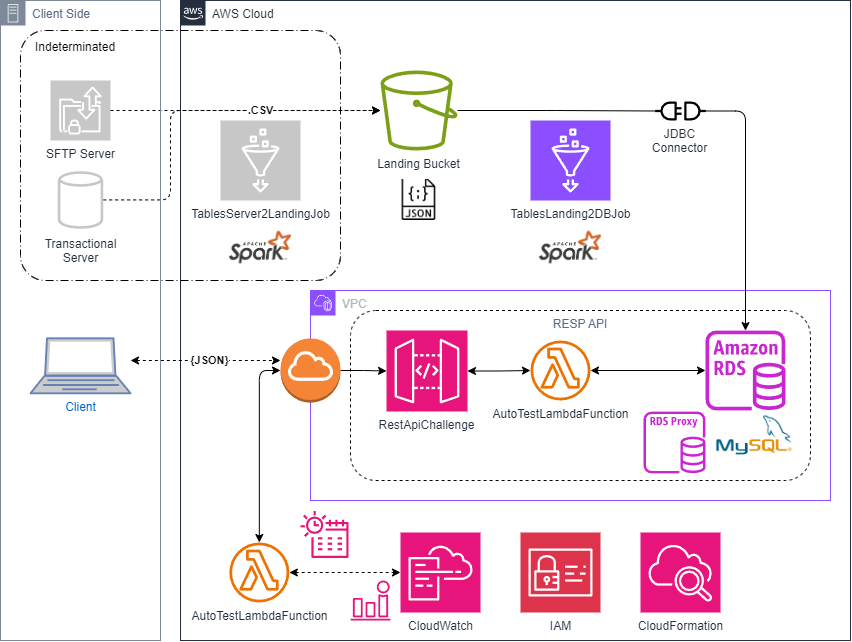 Client Side
aws
AWS Cloud
Indeterminated
.CSV
SFTP Server
JDBC
Connector
Landing Bucket
{:}
JSON
TablesServer2LandingJob
TablesLanding2DBJob
Transactional
Server
APACHE
Spark
APACHE
Spark
VPC
RESP API
{JSON}
</>
Amazon
RDS
Client
RestApiChallenge
AutoTestLambdaFunction
RDS Proxy
MySQL
AutoTestLambdaFunction
CloudWatch
IAM
CloudFormation